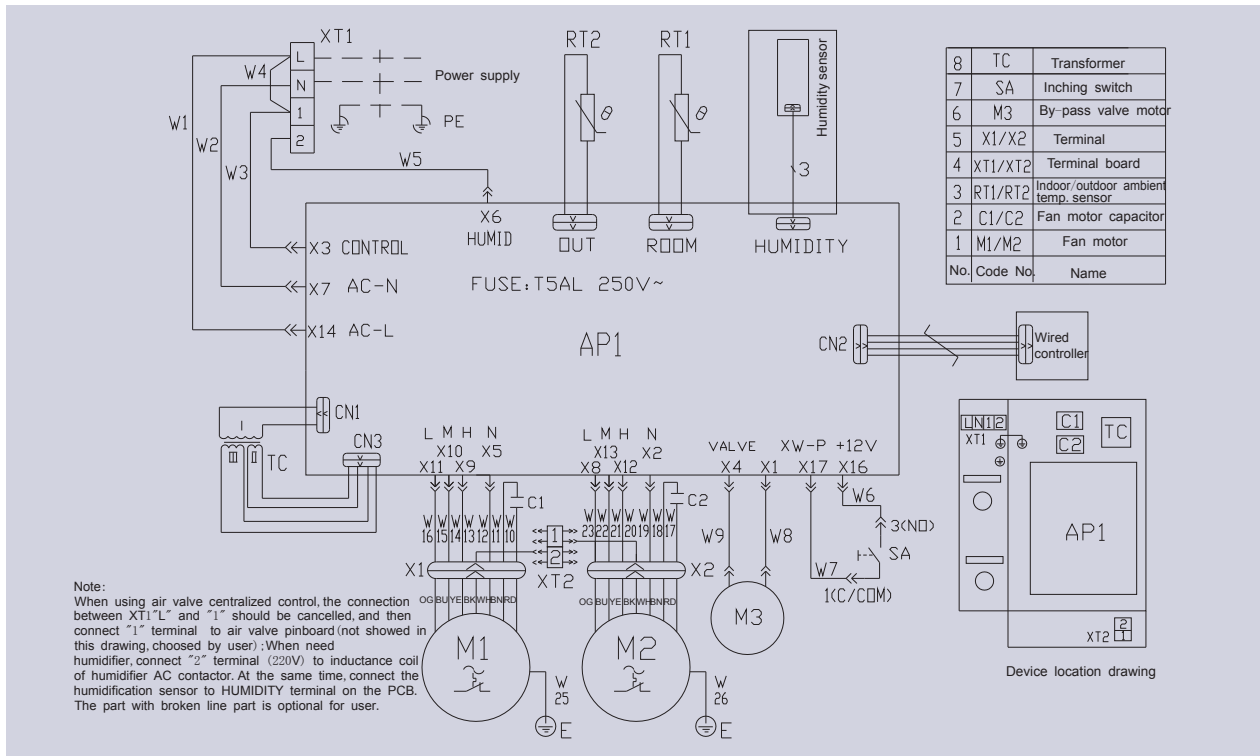 XT1
L
N
1
2
W4
Power supply
PE
W1
W2
W3
W5
RT2
θ
RT1
θ
Humidity sensor
3
X6
HUMID
OUT
ROOM
HUMIDITY
X3 CONTROL
X7 AC-N
X14 AC-L
FUSE:T5AL 250V~
AP1
8 TC Transformer
7 SA Inching switch
6 M3 By-pass valve motor
5 X1/X2 Terminal
4 XT1/XT2 Terminal board
3 RT1/RT2 Indoor/outdoor ambient
temp. sensor
2 C1/C2 Fan motor capacitor
1 M1/M2 Fan motor
No. Code No. Name
CN2
Wired
controller
CN1
CN3
I
III II
TC
L M H N
X10 X5
X11 X9
L M H N
X13 X2
X8 X12
VALVE
X4 X1
XW-P +12V
X17 X16
C1
C2
W W W W W W W
16 15 14 13 12 11 10
W W W W W W W
23 22 21 20 19 18 17
1
2
XT2
X1
X2
OG BU YE BK WH BN RD
OG BU YE BK WH BN RD
M1
M2
M3
W9
W8
W6
3(NO)
SA
W7
1(C/COM)
W
25
E
W
26
E
L N 1 2
XT1
C1
C2
TC
AP1
XT2
2
1
Device location drawing
Note:
When using air valve centralized control, the connection
between XT1"L" and "1" should be cancelled, and then
connect "1" terminal to air valve pinboard(not showed in
this drawing, choosed by user) ;When need
humidifier, connect "2" terminal (220V) to inductance coil
of humidifier AC contactor. At the same time, connect the
humidification sensor to HUMIDITY terminal on the PCB.
The part with broken line part is optional for user.